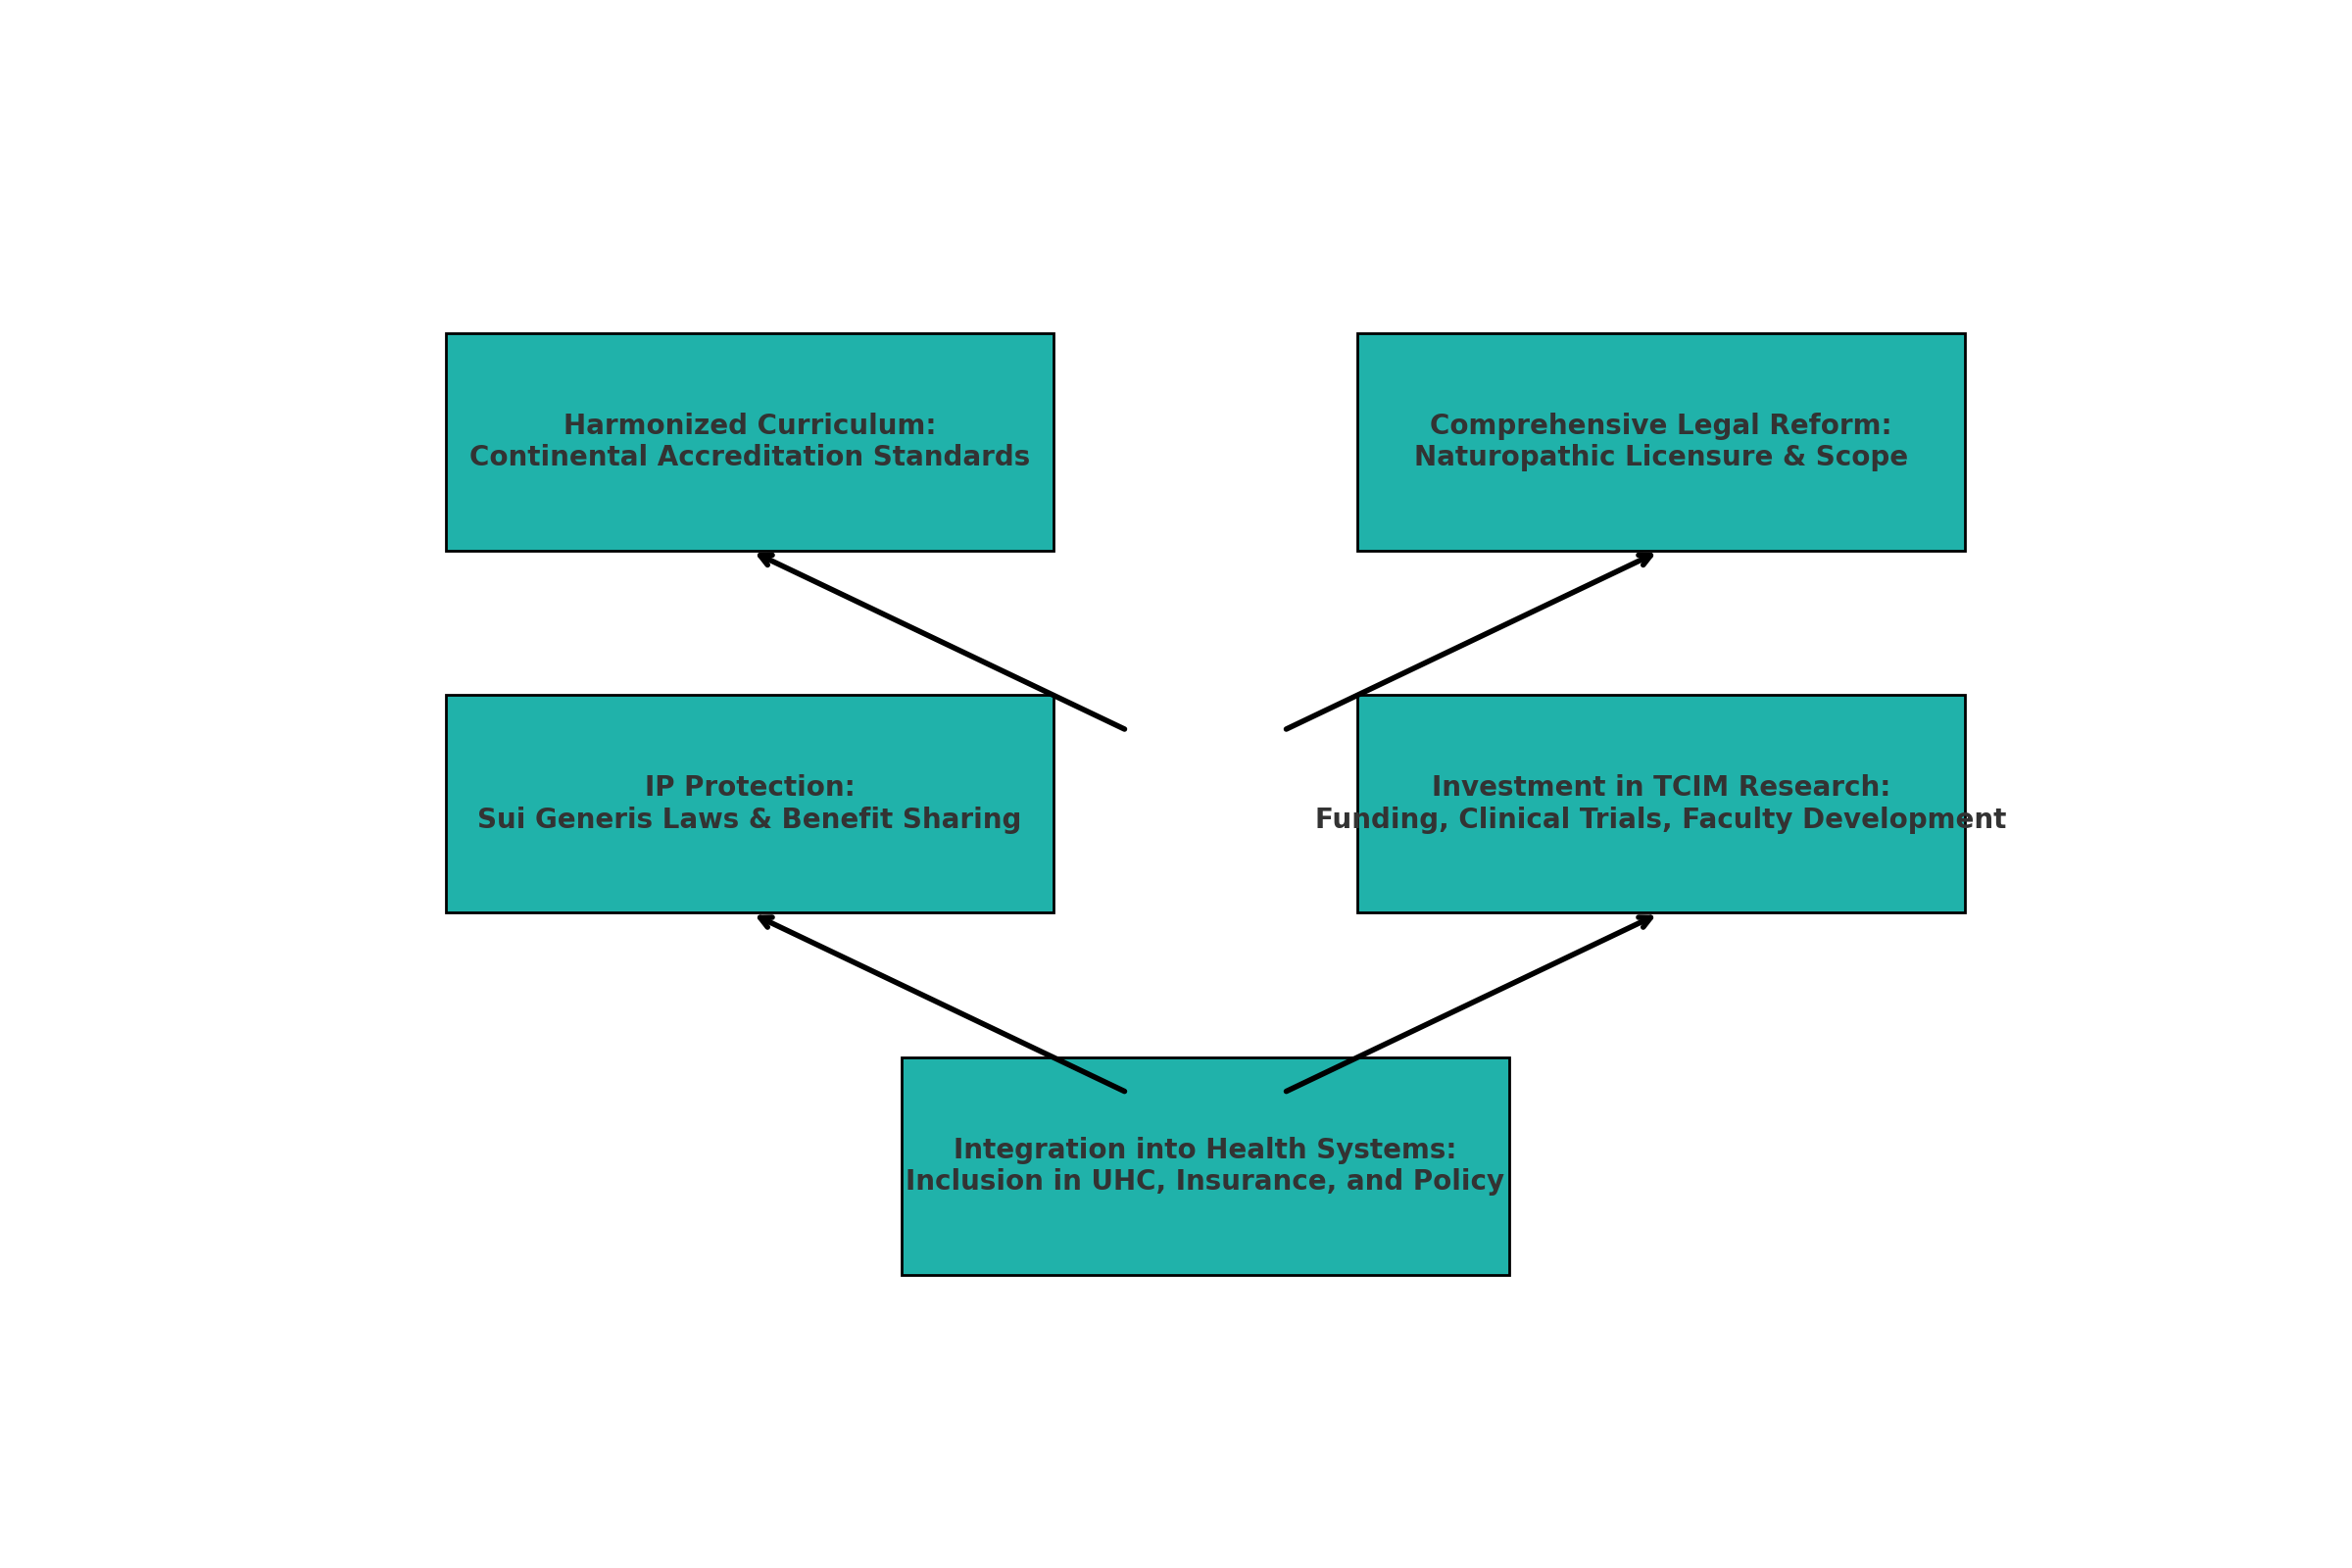 Harmonized Curriculum:
Continental Accreditation Standards
Comprehensive Legal Reform:
Naturopathic Licensure & Scope
IP Protection:
Sui Generis Laws & Benefit Sharing
Investment in TCIM Research:
Funding, Clinical Trials, Faculty Development
Integration into Health Systems:
Inclusion in UHC, Insurance, and Policy